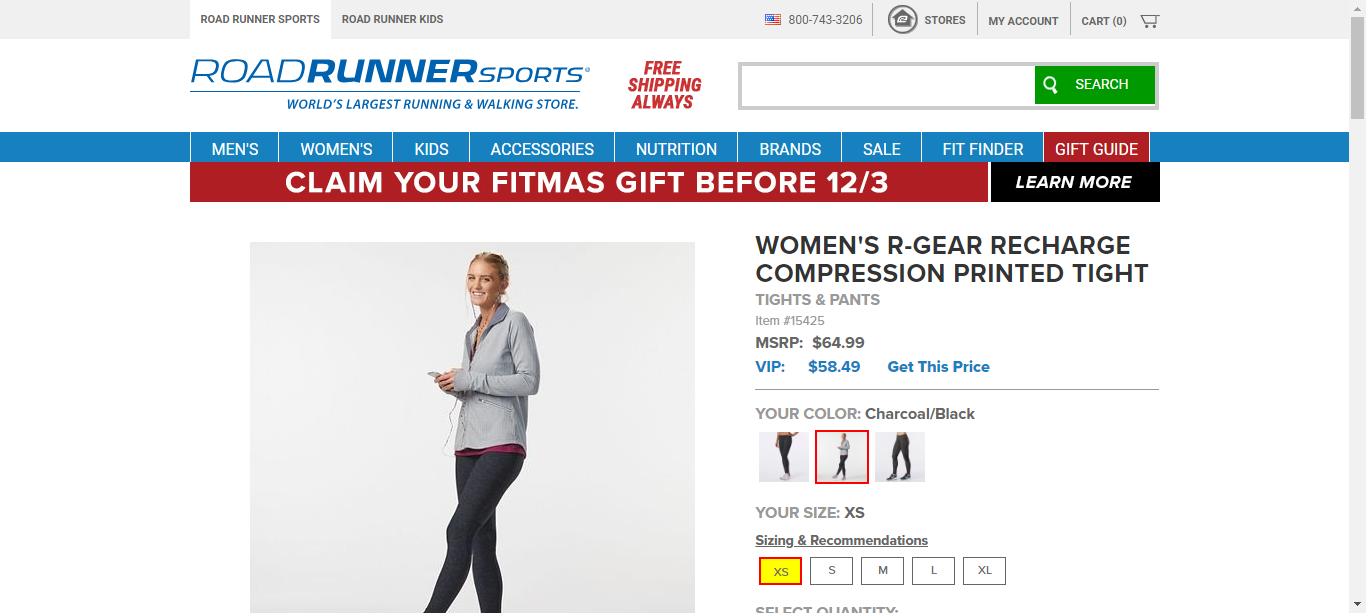 ROAD RUNNER SPORTS
ROAD RUNNER KIDS
800-743-3206
STORES
MY ACCOUNT
CART (0)
ROADRUNNERSPORTS®
WORLD'S LARGEST RUNNING & WALKING STORE.
FREE
SHIPPING
ALWAYS
SEARCH
MEN'S
WOMEN'S
KIDS
ACCESSORIES
NUTRITION
BRANDS
SALE
FIT FINDER
GIFT GUIDE
CLAIM YOUR FITMAS GIFT BEFORE 12/3
LEARN MORE
WOMEN'S R-GEAR RECHARGE
COMPRESSION PRINTED TIGHT
TIGHTS & PANTS
Item #15425
MSRP: $64.99
VIP: $58.49 Get This Price
YOUR COLOR: Charcoal/Black
YOUR SIZE: XS
Sizing & Recommendations
XS
S
M
L
XL
SELECT QUANTITY: